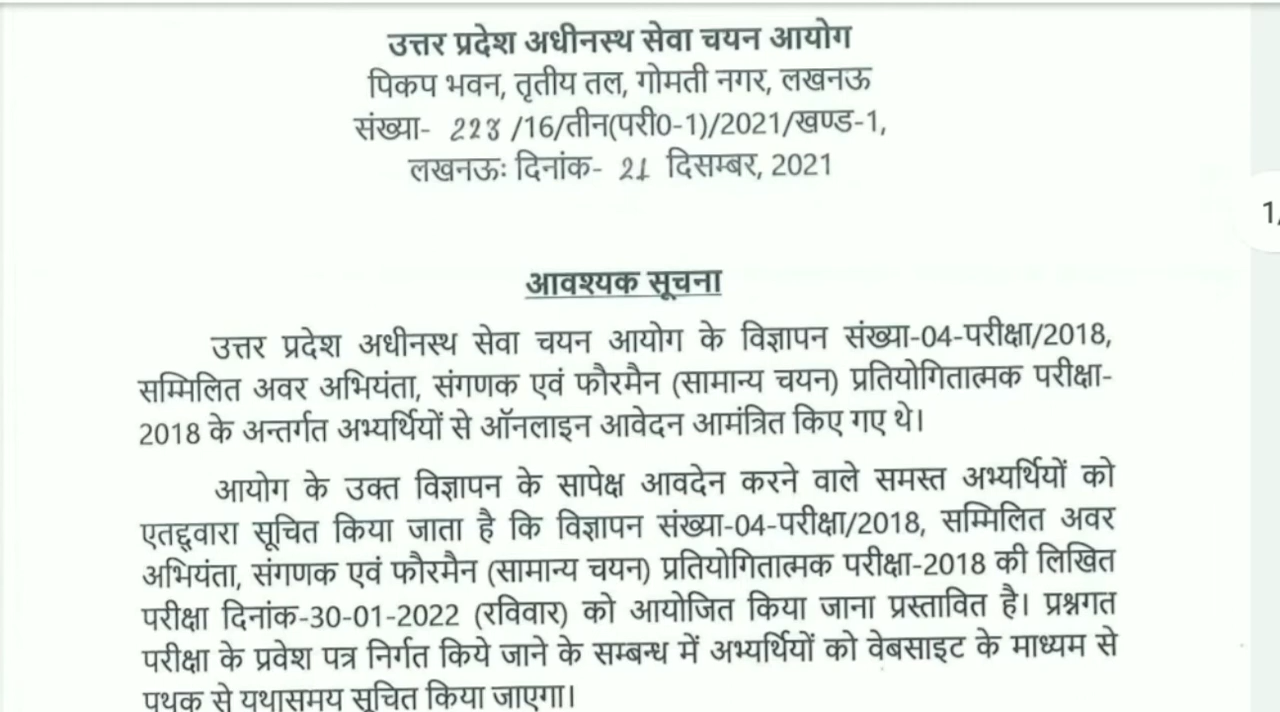 उत्तर प्रदेश अधीनस्थ सेवा चयन आयोग
पिकप भवन, तृतीय तल, गोमती नगर, लखनऊ
संख्या- 228 /16/तीन(परी0-1)/2021/खण्ड-1,
लखनऊः दिनांक- 21 दिसम्बर, 2021
1/
आवश्यक सूचना
उत्तर प्रदेश अधीनस्थ सेवा चयन आयोग के विज्ञापन संख्या-04-परीक्षा/2018,
सम्मिलित अवर अभियंता, संगणक एवं फौरमैन (सामान्य चयन) प्रतियोगितात्मक परीक्षा-
2018 के अन्तर्गत अभ्यर्थियों से ऑनलाइन आवेदन आमंत्रित किए गए थे।
आयोग के उक्त विज्ञापन के सापेक्ष आवदेन करने वाले समस्त अभ्यर्थियों को
एतद्द्वारा सूचित किया जाता है कि विज्ञापन संख्या-04-परीक्षा/2018, सम्मिलित अवर
अभियंता, संगणक एवं फौरमैन (सामान्य चयन) प्रतियोगितात्मक परीक्षा-2018 की लिखित
परीक्षा दिनांक-30-01-2022 (रविवार) को आयोजित किया जाना प्रस्तावित है। प्रश्नगत
परीक्षा के प्रवेश पत्र निर्गत किये जाने के सम्बन्ध में अभ्यर्थियों को वेबसाइट के माध्यम से
पृथक से यथासमय सूचित किया जाएगा।